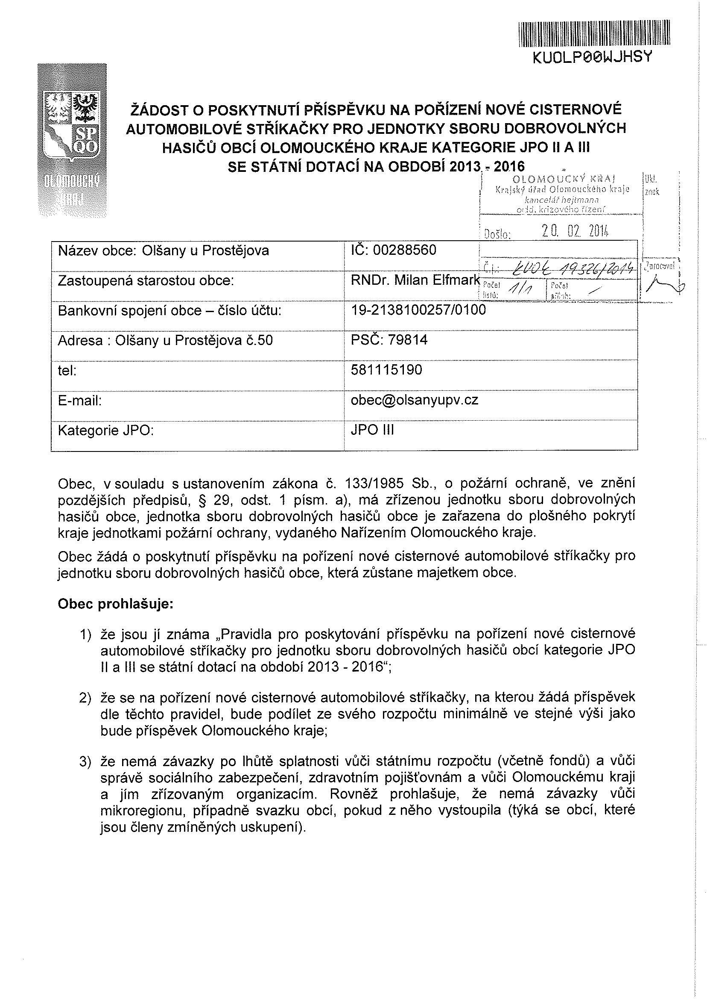 KUOLP00WJHSY
SP
QO
OLOMOUCKÝ
KRAJ
ŽÁDOST O POSKYTNUTÍ PŘÍSPĚVKU NA POŘÍZENÍ NOVÉ CISTERNOVÉ
AUTOMOBILOVÉ STŘÍKAČKY PRO JEDNOTKY SBORU DOBROVOLNÝCH
HASIČŮ OBCÍ OLOMOUCKÉHO KRAJE KATEGORIE JPO II A III
SE STÁTNÍ DOTACÍ NA OBDOBÍ 2013 - 2016
OLOMOUCKÝ KRAJ
Krajský úřad Olomouckého kraje
kancelář hejtmana
odd. krizového řízení
Ukl.
znak
Došlo: 20. 02. 2014
Č.j.: KUOK 19326/2014
Zpracoval
Počet
listů: 1/1
Počet
příloh: /
Název obce: Olšany u Prostějova IČ: 00288560
Zastoupená starostou obce: RNDr. Milan Elfmark
Bankovní spojení obce – číslo účtu: 19-2138100257/0100
Adresa : Olšany u Prostějova č.50 PSČ: 79814
tel: 581115190
E-mail: obec@olsanyupv.cz
Kategorie JPO: JPO III
Obec, v souladu s ustanovením zákona č. 133/1985 Sb., o požární ochraně, ve znění
pozdějších předpisů, § 29, odst. 1 písm. a), má zřízenou jednotku sboru dobrovolných
hasičů obce, jednotka sboru dobrovolných hasičů obce je zařazena do plošného pokrytí
kraje jednotkami požární ochrany, vydaného Nařízením Olomouckého kraje.
Obec žádá o poskytnutí příspěvku na pořízení nové cisternové automobilové stříkačky pro
jednotku sboru dobrovolných hasičů obce, která zůstane majetkem obce.
Obec prohlašuje:
1) že jsou jí známa „Pravidla pro poskytování příspěvku na pořízení nové cisternové
automobilové stříkačky pro jednotku sboru dobrovolných hasičů obcí kategorie JPO
II a III se státní dotací na období 2013 - 2016“;
2) že se na pořízení nové cisternové automobilové stříkačky, na kterou žádá příspěvek
dle těchto pravidel, bude podílet ze svého rozpočtu minimálně ve stejné výši jako
bude příspěvek Olomouckého kraje;
3) že nemá závazky po lhůtě splatnosti vůči státnímu rozpočtu (včetně fondů) a vůči
správě sociálního zabezpečení, zdravotním pojišťovnám a vůči Olomouckému kraji
a jím zřizovaným organizacím. Rovněž prohlašuje, že nemá závazky vůči
mikroregionu, případně svazku obcí, pokud z něho vystoupila (týká se obcí, které
jsou členy zmíněných uskupení).